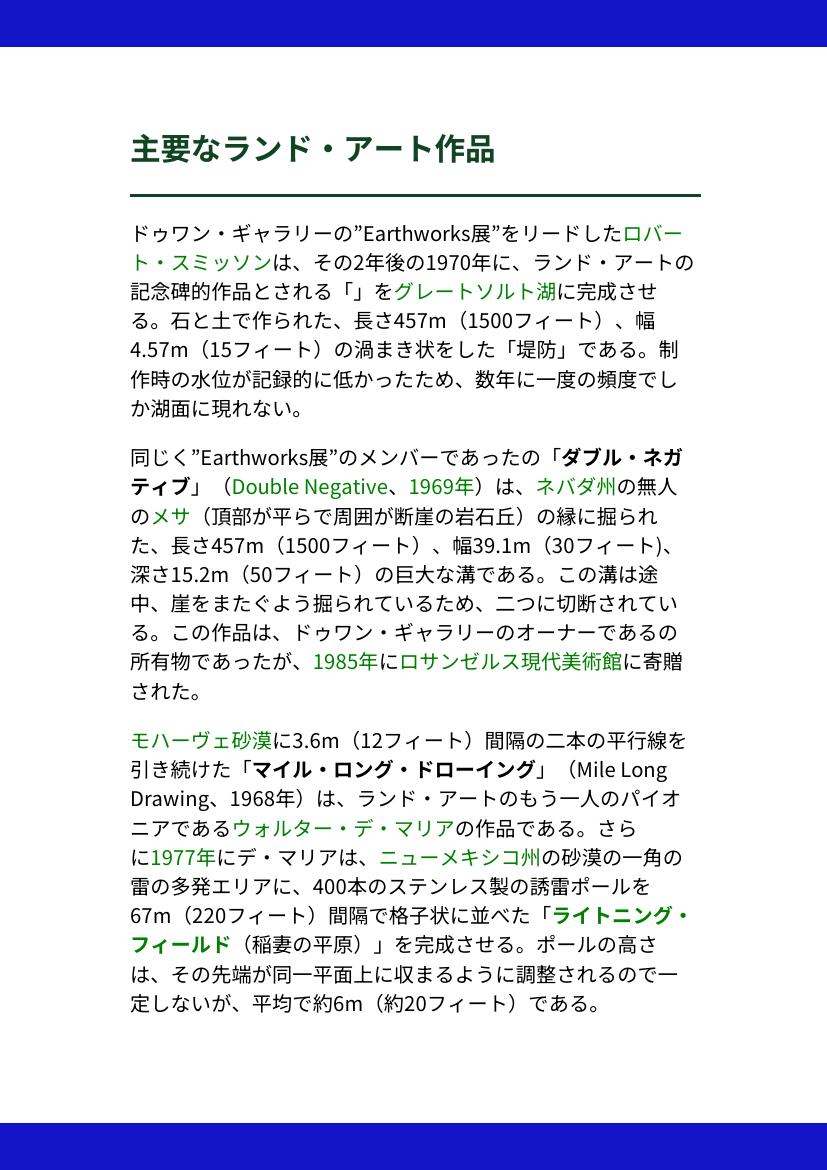 主要なランド・アート作品
ドゥワン・ギャラリーの”Earthworks展”をリードしたロバー
ト・スミッソンは、その2年後の1970年に、ランド・アートの
記念碑的作品とされる「」をグレートソルト湖に完成させ
る。石と土で作られた、長さ457m（1500フィート）、幅
4.57m（15フィート）の渦まき状をした「堤防」である。制
作時の水位が記録的に低かったため、数年に一度の頻度でし
か湖面に現れない。
同じく”Earthworks展”のメンバーであったの「ダブル・ネガ
ティブ」（Double Negative、1969年）は、ネバダ州の無人
のメサ（頂部が平らで周囲が断崖の岩石丘）の縁に掘られ
た、長さ457m（1500フィート）、幅39.1m（30フィート)、
深さ15.2m（50フィート）の巨大な溝である。この溝は途
中、崖をまたぐよう掘られているため、二つに切断されてい
る。この作品は、ドゥワン・ギャラリーのオーナーであるの
所有物であったが、1985年にロサンゼルス現代美術館に寄贈
された。
モハーヴェ砂漠に3.6m（12フィート）間隔の二本の平行線を
引き続けた「マイル・ロング・ドローイング」（Mile Long
Drawing、1968年）は、ランド・アートのもう一人のパイオ
ニアであるウォルター・デ・マリアの作品である。さら
に1977年にデ・マリアは、ニューメキシコ州の砂漠の一角の
雷の多発エリアに、400本のステンレス製の誘雷ポールを
67m（220フィート）間隔で格子状に並べた「ライトニング・
フィールド（稲妻の平原）」を完成させる。ポールの高さ
は、その先端が同一平面上に収まるように調整されるので一
定しないが、平均で約6m（約20フィート）である。